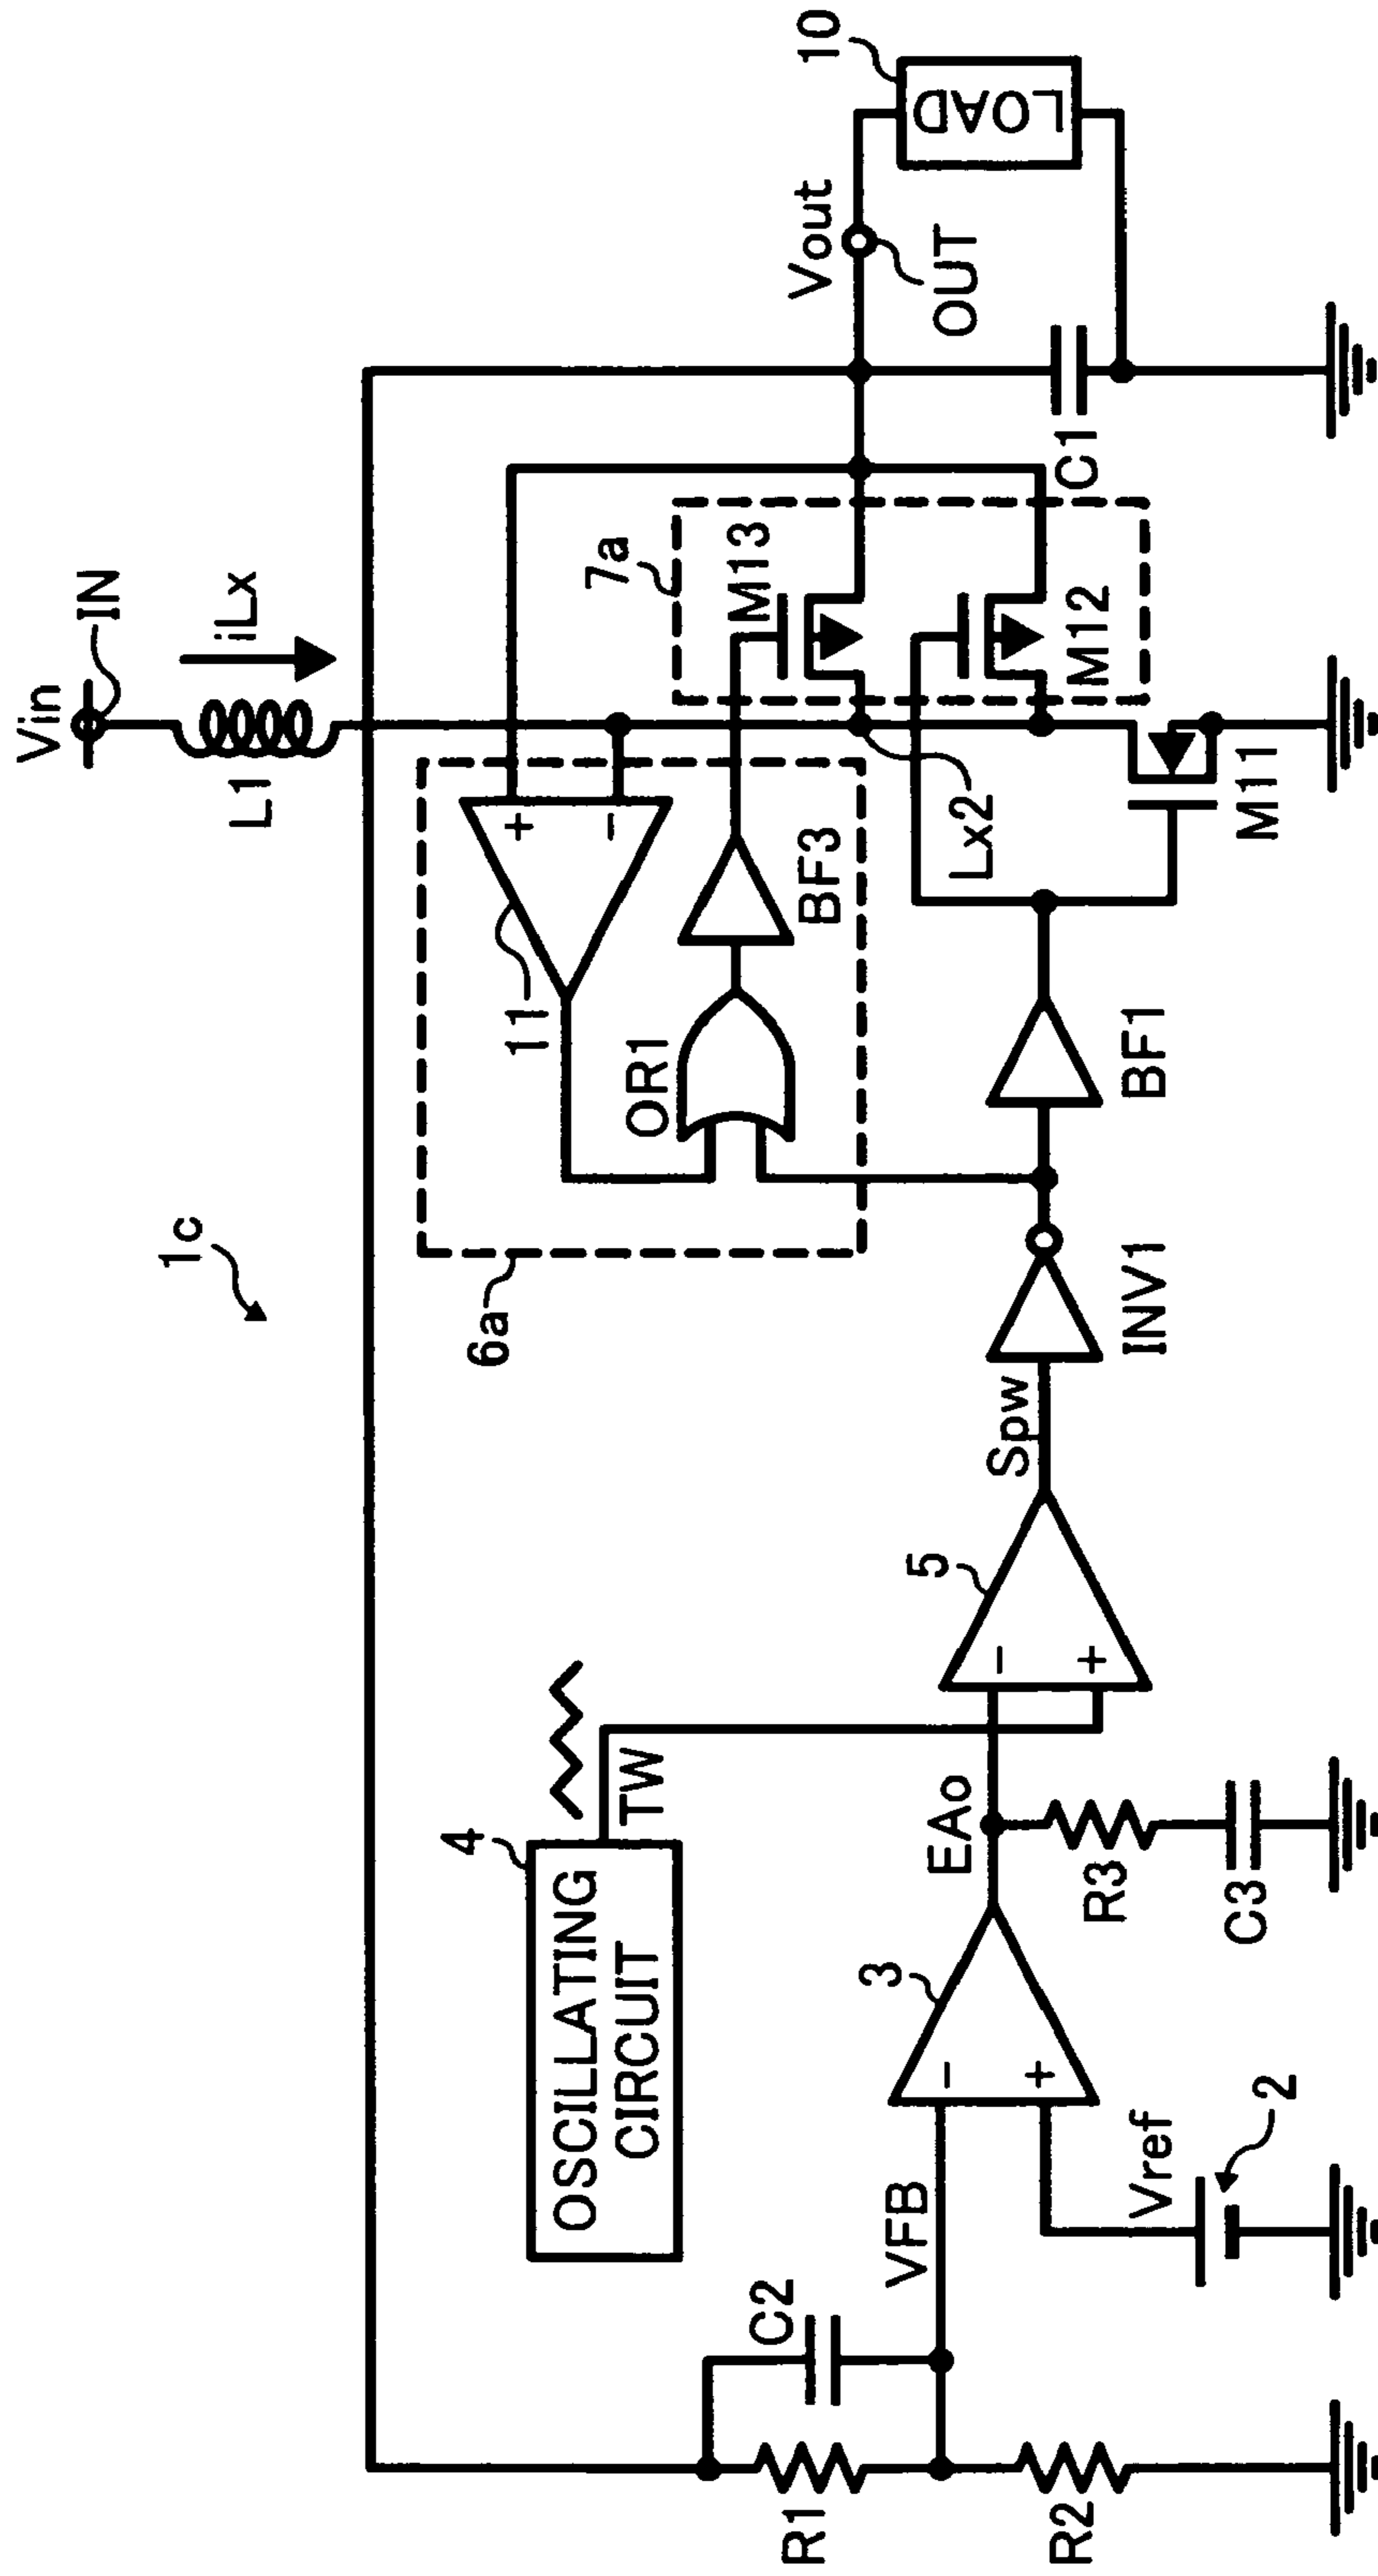 1c
Vin
IN
L1
iLx
Vout
10
LOAD
OUT
C1
7a
M13
M12
M11
Lx2
6a
11
+
−
OR1
BF3
BF1
INV1
Spw
5
−
+
4
OSCILLATING
CIRCUIT
TW
EAo
R3
C3
3
−
+
VFB
Vref
2
C2
R1
R2